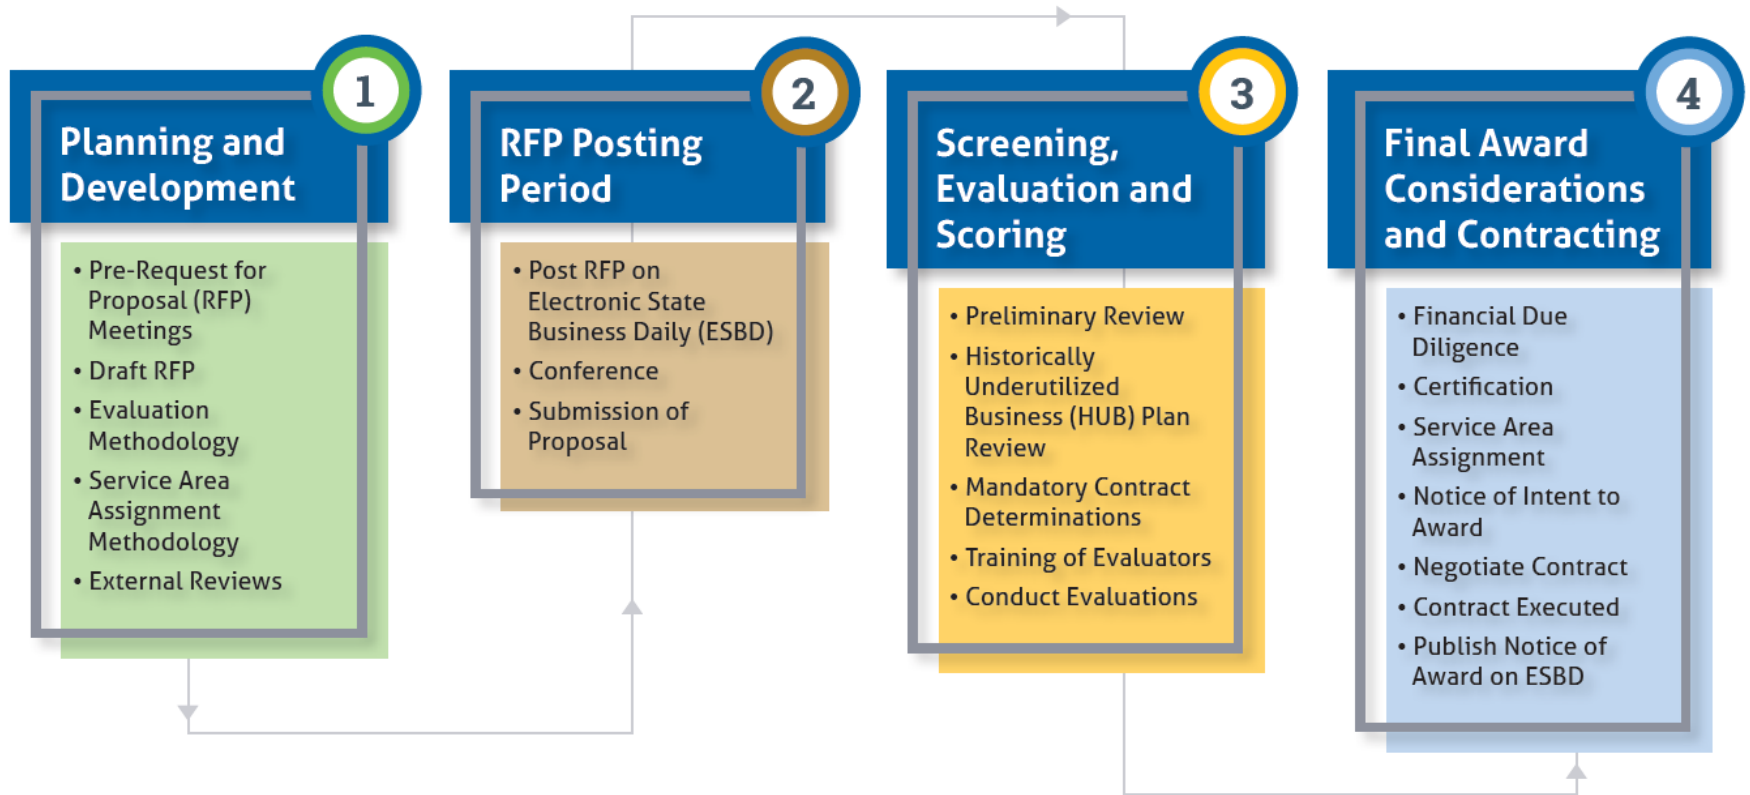 1
Planning and
Development
• Pre-Request for
Proposal (RFP)
Meetings
• Draft RFP
• Evaluation
Methodology
• Service Area
Assignment
Methodology
• External Reviews
2
RFP Posting
Period
• Post RFP on
Electronic State
Business Daily (ESBD)
• Conference
• Submission of
Proposal
3
Screening,
Evaluation and
Scoring
• Preliminary Review
• Historically
Underutilized
Business (HUB) Plan
Review
• Mandatory Contract
Determinations
• Training of Evaluators
• Conduct Evaluations
4
Final Award
Considerations
and Contracting
• Financial Due
Diligence
• Certification
• Service Area
Assignment
• Notice of Intent to
Award
• Negotiate Contract
• Contract Executed
• Publish Notice of
Award on ESBD